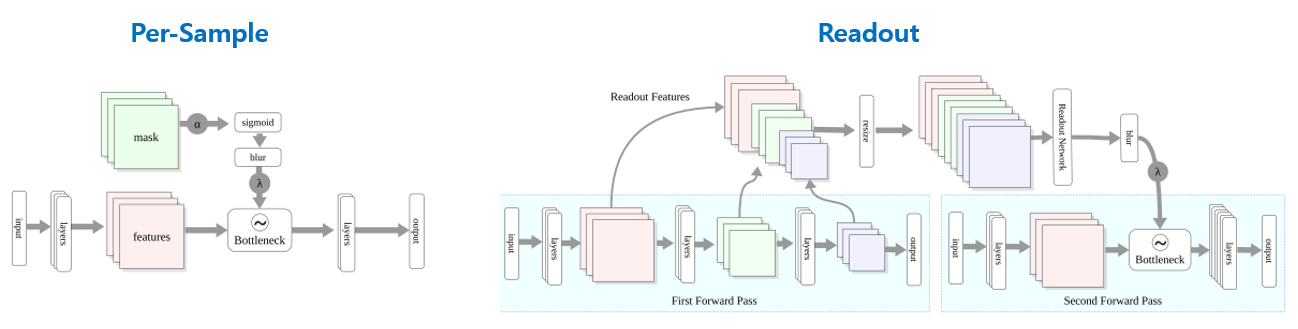 Per-Sample
mask
α
sigmoid
blur
λ
input
layers
features
~
Bottleneck
layers
output
Readout
Readout Features
resize
Readout Network
blur
λ
input
layers
layers
layers
output
First Forward Pass
input
layers
~
Bottleneck
layers
output
Second Forward Pass